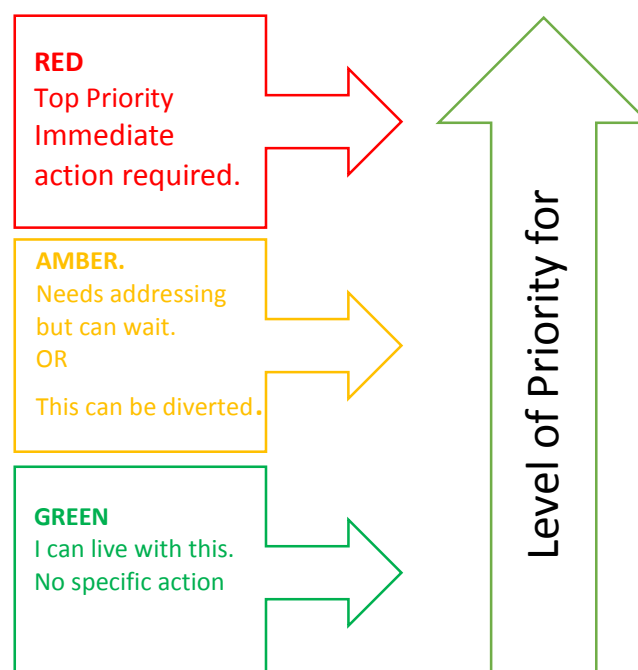 RED
Top Priority
Immediate
action required.
AMBER.
Needs addressing
but can wait.
OR
This can be diverted.
GREEN
I can live with this.
No specific action
Level of Priority for